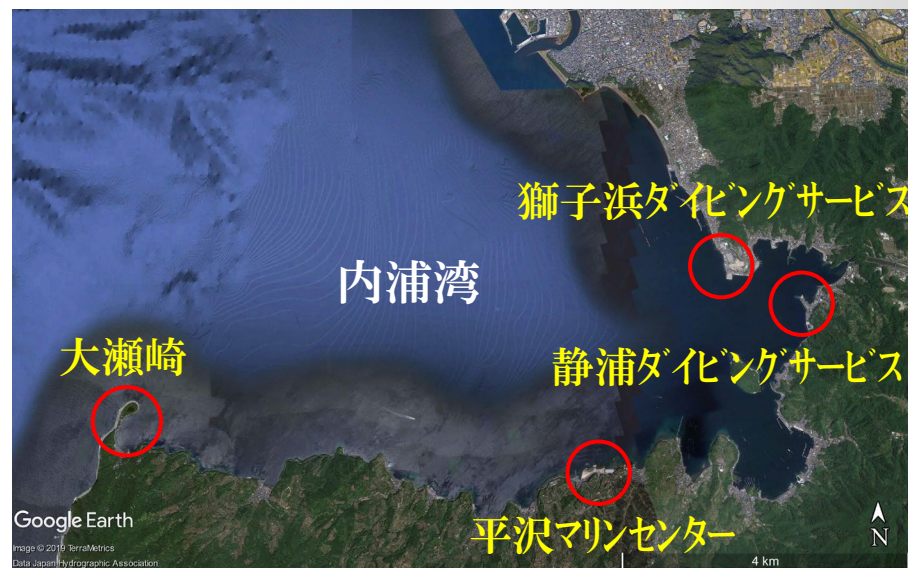 獅子浜ダイビングサービス
内浦湾
大瀬崎
静浦ダイビングサービス
平沢マリンセンター
Google Earth
N
Image © 2019 TerraMetrics
Data Japan Hydrographic Association
4 km